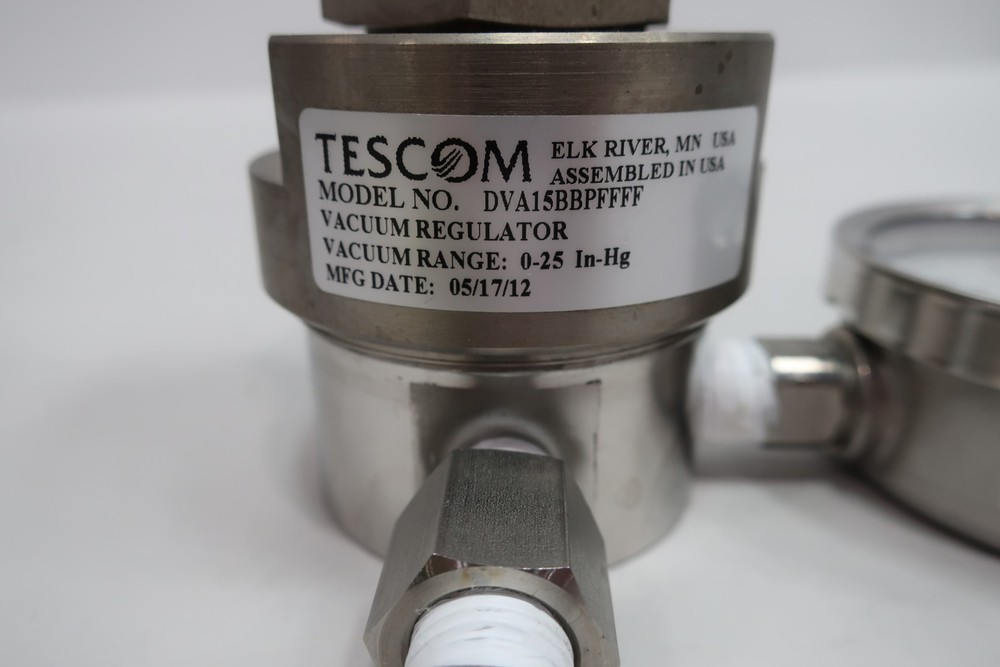 TESCOM ELK RIVER, MN USA
ASSEMBLED IN USA
MODEL NO. DVA15BBPFFFF
VACUUM REGULATOR
VACUUM RANGE: 0-25 In-Hg
MFG DATE: 05/17/12